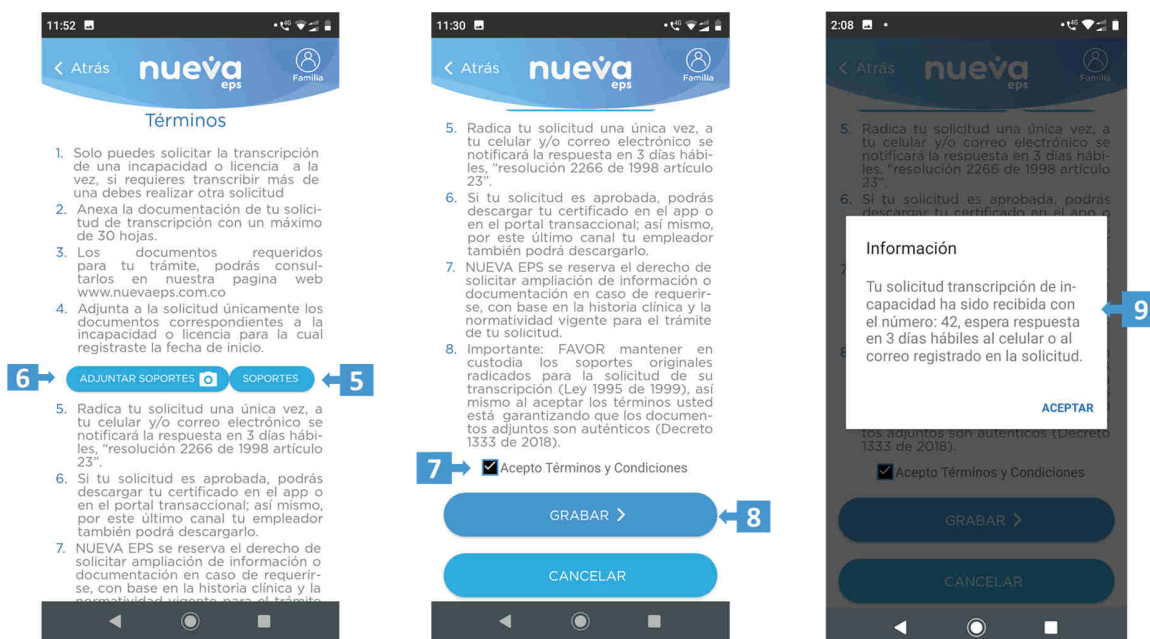 11:52
4G
Atrás
nueva
eps
Familia
Términos
1. Solo puedes solicitar la transcripción
de una incapacidad o licencia a la
vez, si requieres transcribir más de
una debes realizar otra solicitud
2. Anexa la documentación de tu solici-
tud de transcripción con un máximo
de 30 hojas.
3. Los documentos requeridos
para tu trámite, podrás consul-
tarlos en nuestra pagina web
www.nuevaeps.com.co
4. Adjunta a la solicitud únicamente los
documentos correspondientes a la
incapacidad o licencia para la cual
registraste la fecha de inicio.
6
ADJUNTAR SOPORTES
SOPORTES
5
5. Radica tu solicitud una única vez, a
tu celular y/o correo electrónico se
notificará la respuesta en 3 días hábi-
les, “resolución 2266 de 1998 artículo
23”.
6. Si tu solicitud es aprobada, podrás
descargar tu certificado en el app o
en el portal transaccional; así mismo,
por este último canal tu empleador
también podrá descargarlo.
7. NUEVA EPS se reserva el derecho de
solicitar ampliación de información o
documentación en caso de requerir-
se, con base en la historia clínica y la
normatividad vigente para el trámite
11:30
4G
Atrás
nueva
eps
Familia
5. Radica tu solicitud una única vez, a
tu celular y/o correo electrónico se
notificará la respuesta en 3 días hábi-
les, “resolución 2266 de 1998 artículo
23”.
6. Si tu solicitud es aprobada, podrás
descargar tu certificado en el app o
en el portal transaccional; así mismo,
por este último canal tu empleador
también podrá descargarlo.
7. NUEVA EPS se reserva el derecho de
solicitar ampliación de información o
documentación en caso de requerir-
se, con base en la historia clínica y la
normatividad vigente para el trámite
de tu solicitud.
8. Importante: FAVOR mantener en
custodia los soportes originales
radicados para la solicitud de su
transcripción (Ley 1995 de 1999), así
mismo al aceptar los términos usted
está garantizando que los documen-
tos adjuntos son auténticos (Decreto
1333 de 2018).
7
Acepto Términos y Condiciones
GRABAR
8
CANCELAR
2:08
4G
Atrás
nueva
eps
Familia
5. Radica tu solicitud una única vez, a
tu celular y/o correo electrónico se
notificará la respuesta en 3 días hábi-
les, “resolución 2266 de 1998 artículo
23”.
6. Si tu solicitud es aprobada, podrás
descargar tu certificado en el app o
Información
Tu solicitud transcripción de in-
capacidad ha sido recibida con
el número: 42, espera respuesta
en 3 días hábiles al celular o al
correo registrado en la solicitud.
9
ACEPTAR
tos adjuntos son auténticos (Decreto
1333 de 2018).
Acepto Términos y Condiciones
GRABAR
CANCELAR